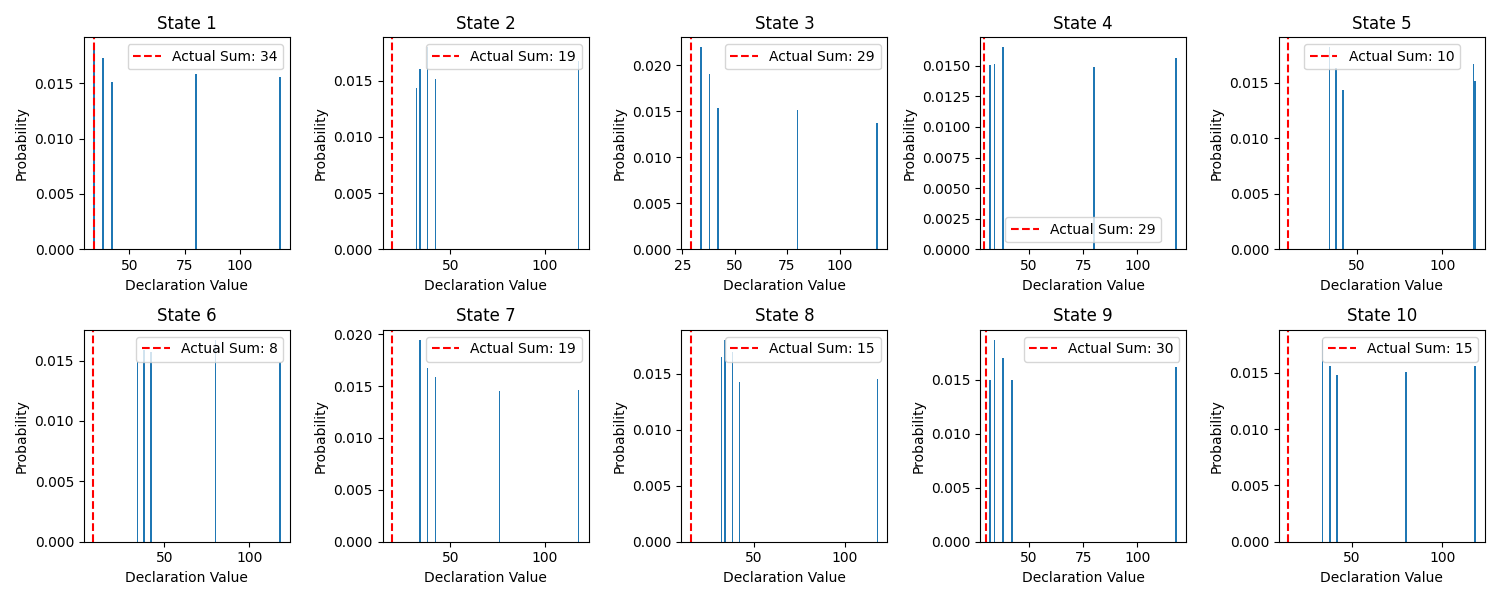 State 1
Actual Sum: 34
0.015
0.010
0.005
0.000
Probability
50 75 100
Declaration Value
State 2
Actual Sum: 19
0.015
0.010
0.005
0.000
Probability
50 100
Declaration Value
State 3
Actual Sum: 29
0.020
0.015
0.010
0.005
0.000
Probability
25 50 75 100
Declaration Value
State 4
0.0150
0.0125
0.0100
0.0075
0.0050
0.0025
0.0000
Probability
Actual Sum: 29
50 75 100
Declaration Value
State 5
Actual Sum: 10
0.015
0.010
0.005
0.000
Probability
50 100
Declaration Value
State 6
Actual Sum: 8
0.015
0.010
0.005
0.000
Probability
50 100
Declaration Value
State 7
Actual Sum: 19
0.020
0.015
0.010
0.005
0.000
Probability
50 100
Declaration Value
State 8
Actual Sum: 15
0.015
0.010
0.005
0.000
Probability
50 100
Declaration Value
State 9
Actual Sum: 30
0.015
0.010
0.005
0.000
Probability
50 75 100
Declaration Value
State 10
Actual Sum: 15
0.015
0.010
0.005
0.000
Probability
50 100
Declaration Value